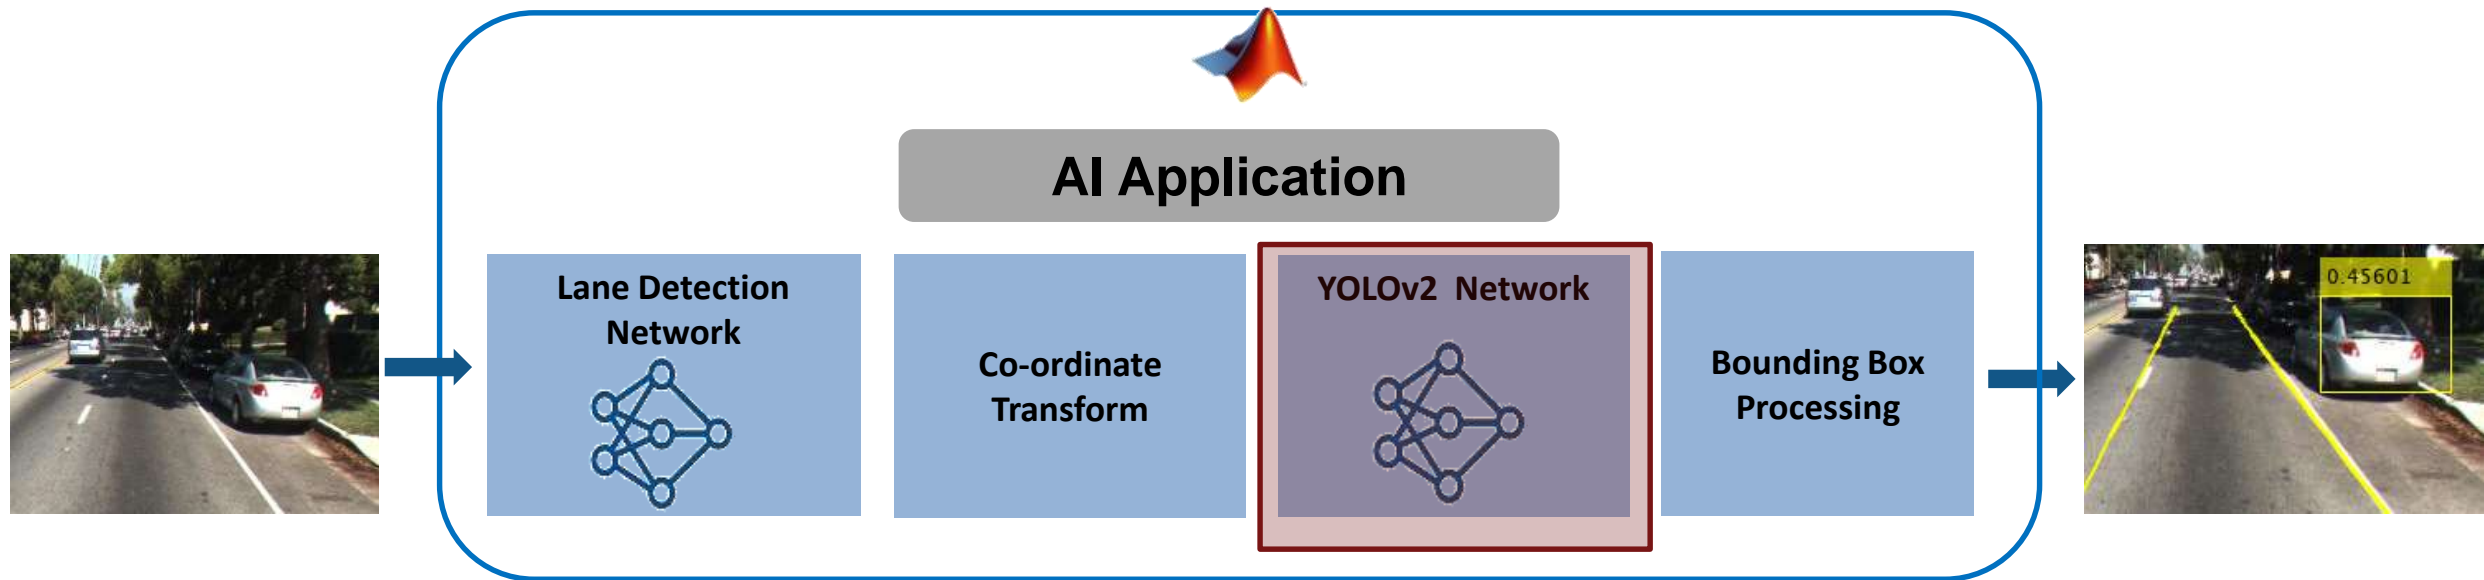 AI Application
Lane Detection
Network
Co-ordinate
Transform
YOLOv2 Network
Bounding Box
Processing
0.45601